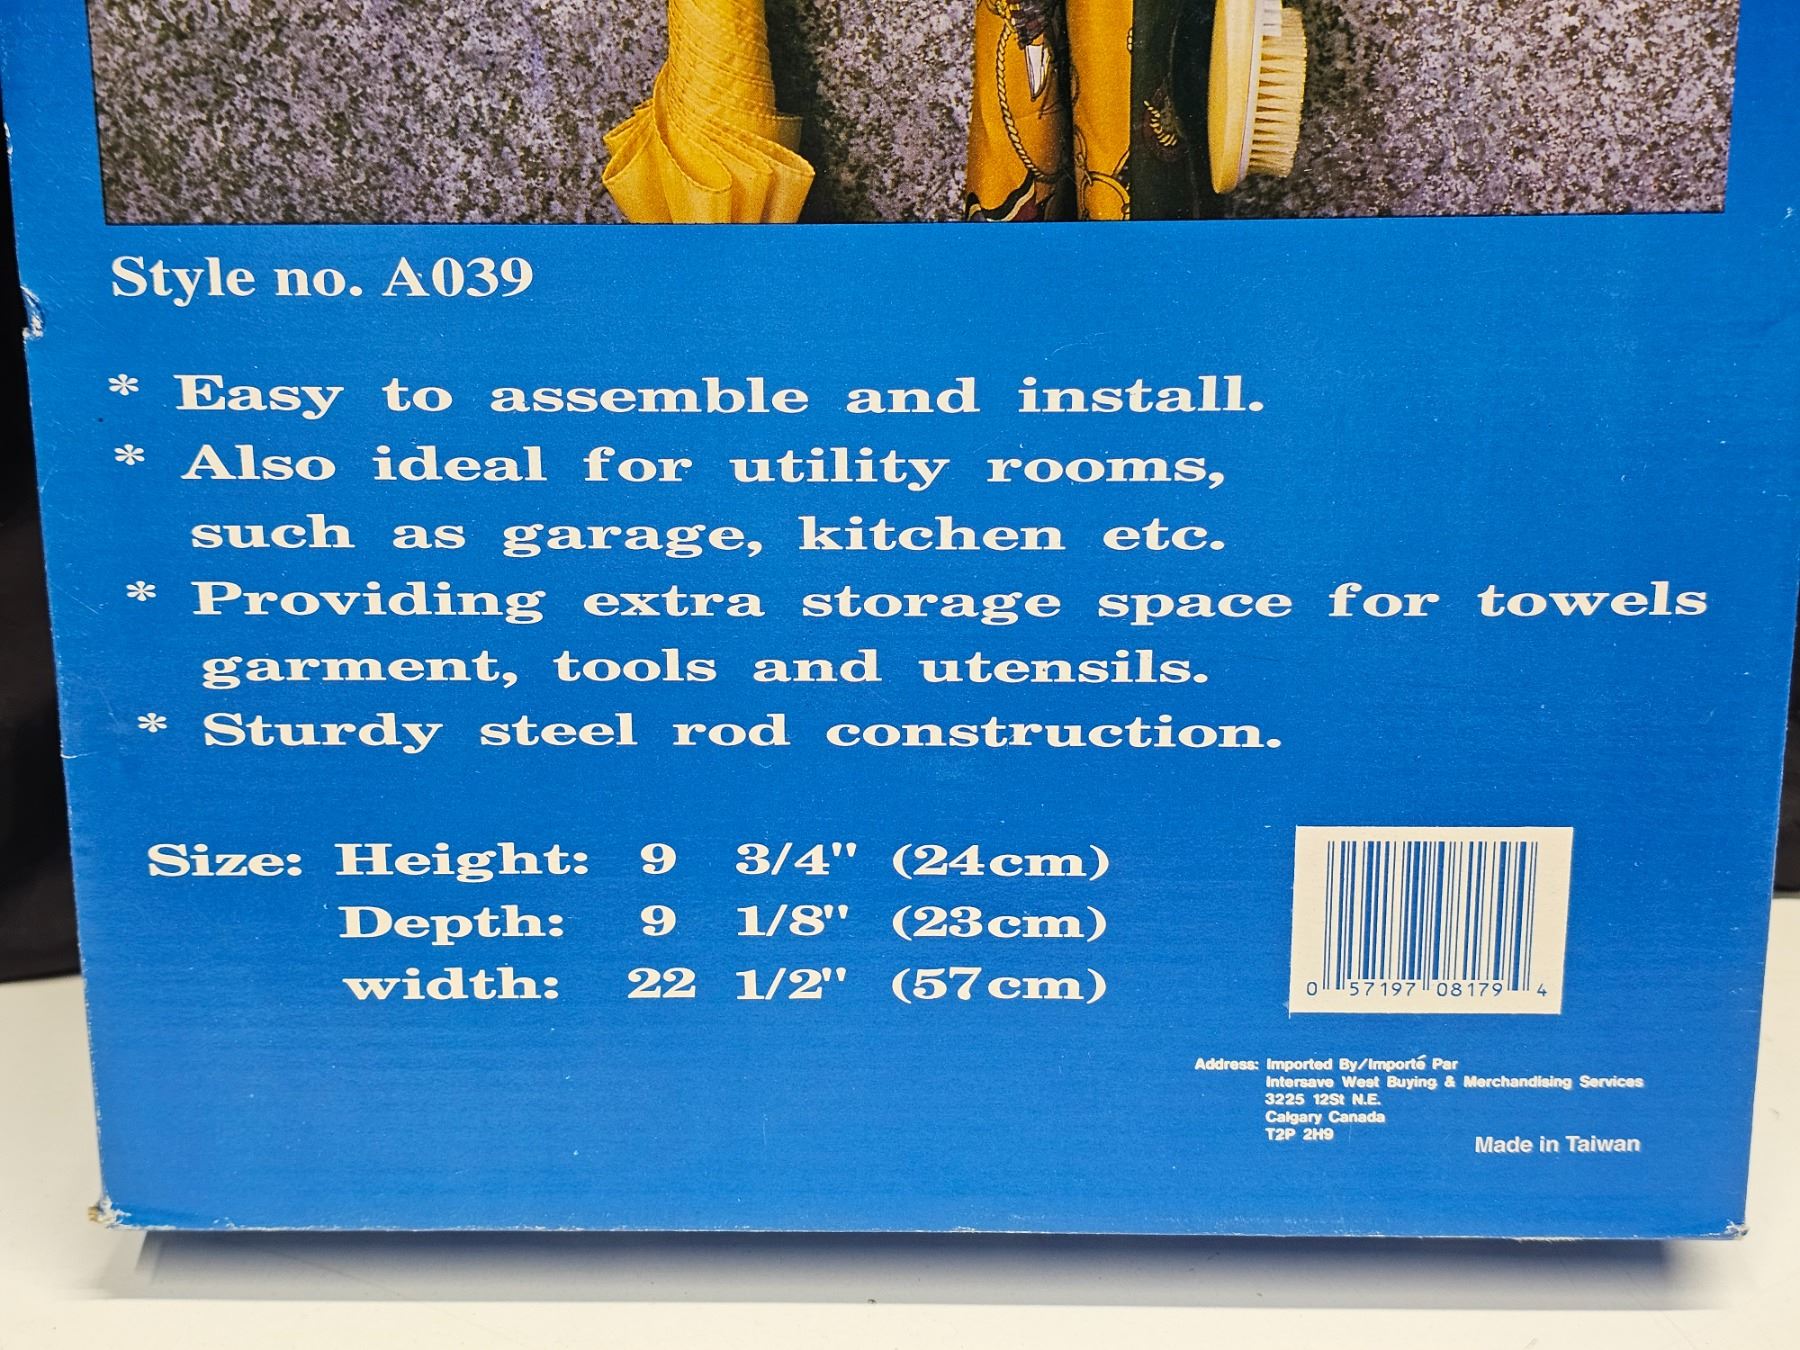 Style no. A039
* Easy to assemble and install.
* Also ideal for utility rooms,
such as garage, kitchen etc.
* Providing extra storage space for towels
garment, tools and utensils.
* Sturdy steel rod construction.
Size: Height: 9 3/4" (24cm)
Depth: 9 1/8" (23cm)
width: 22 1/2" (57cm)
0 57197 08179 4
Address: Imported By/Importé Par
Intersave West Buying & Merchandising Services
3225 12St N.E.
Calgary Canada
T2P 2H9
Made in Taiwan